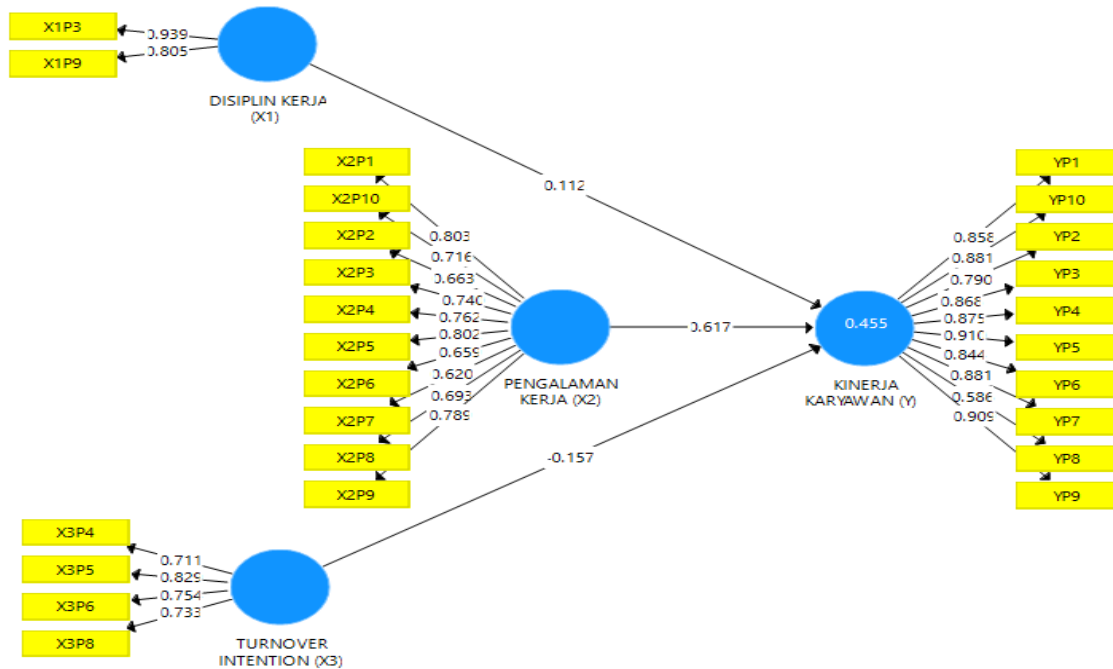 X1P3
0.939
X1P9
0.805
DISIPLIN KERJA
(X1)
0.112
X2P1
0.803
X2P10
0.716
X2P2
0.663
X2P3
0.740
X2P4
0.762
X2P5
0.802
X2P6
0.659
X2P7
0.620
X2P8
0.693
X2P9
0.789
PENGALAMAN
KERJA (X2)
0.617
0.455
KINERJA
KARYAWAN (Y)
YP1
0.858
YP10
0.881
YP2
0.790
YP3
0.868
YP4
0.875
YP5
0.910
YP6
0.844
YP7
0.881
YP8
0.586
YP9
0.909
-0.157
X3P4
0.711
X3P5
0.829
X3P6
0.754
X3P8
0.733
TURNOVER
INTENTION (X3)